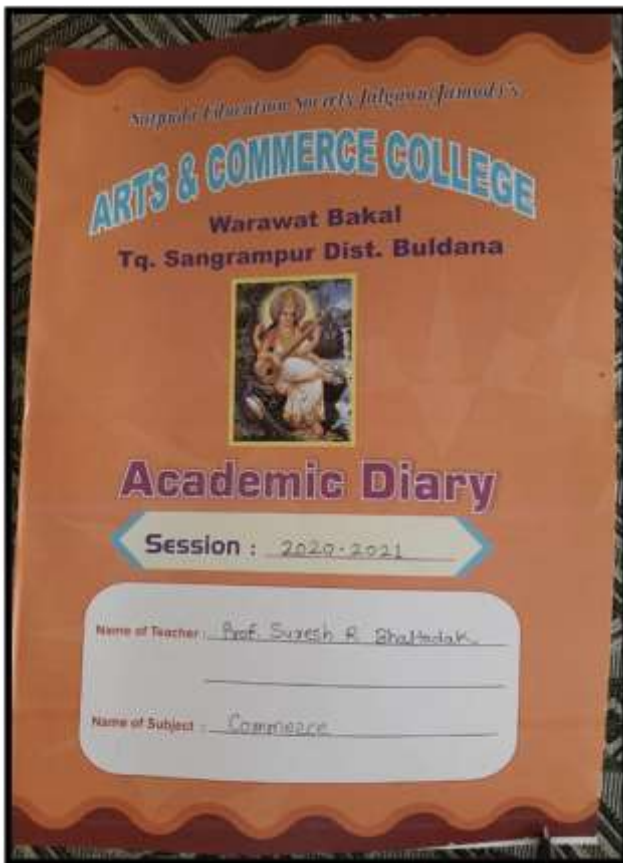 Satpuda Education Society Jalgaon(Jamod)'s
ARTS & COMMERCE COLLEGE
Warawat Bakal
Tq. Sangrampur Dist. Buldana
Academic Diary
Session : 2020-2021
Name of Teacher : Prof. Suresh R
Name of Subject : Commerce